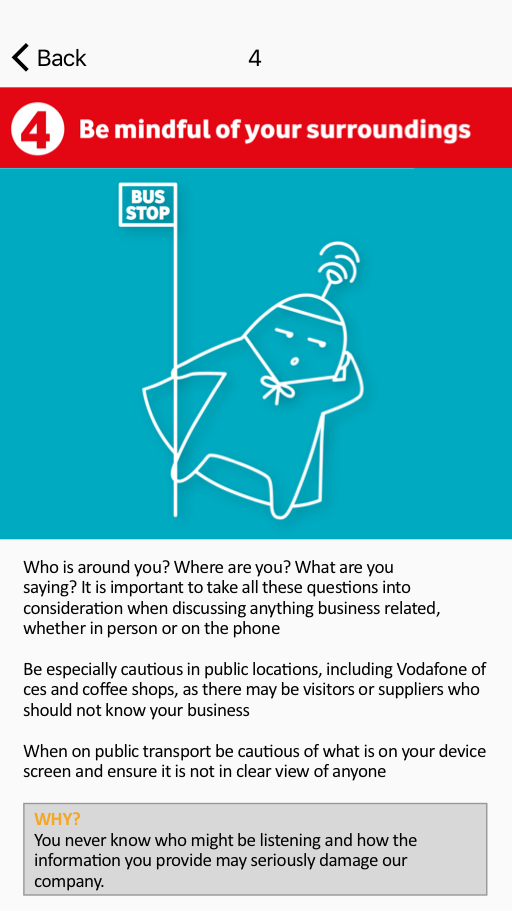 Back
4
4 Be mindful of your surroundings
BUS
STOP
Who is around you? Where are you? What are you
saying? It is important to take all these questions into
consideration when discussing anything business related,
whether in person or on the phone
Be especially cautious in public locations, including Vodafone of
ces and coffee shops, as there may be visitors or suppliers who
should not know your business
When on public transport be cautious of what is on your device
screen and ensure it is not in clear view of anyone
WHY?
You never know who might be listening and how the
information you provide may seriously damage our
company.